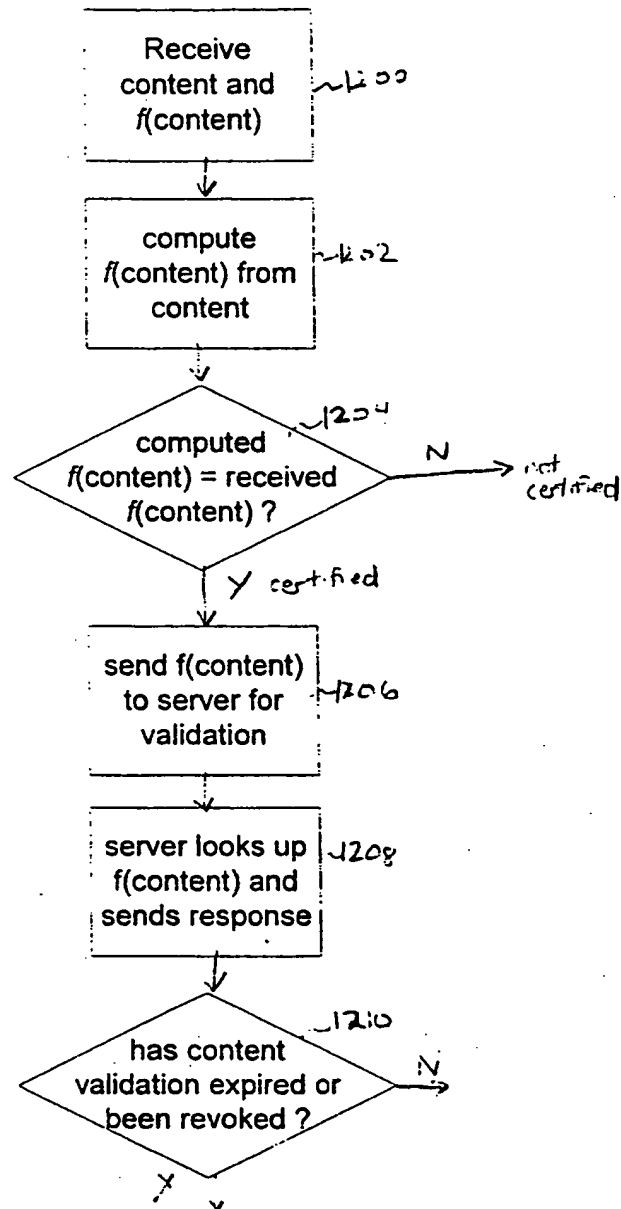 Receive
content and
f(content)
1200
compute
f(content) from
content
1202
1204
computed
f(content) = received
f(content) ?
N
not
certified
Y certified
send f(content)
to server for
validation
1206
server looks up
f(content) and
sends response
1208
1210
has content
validation expired or
been revoked ?
N
Y